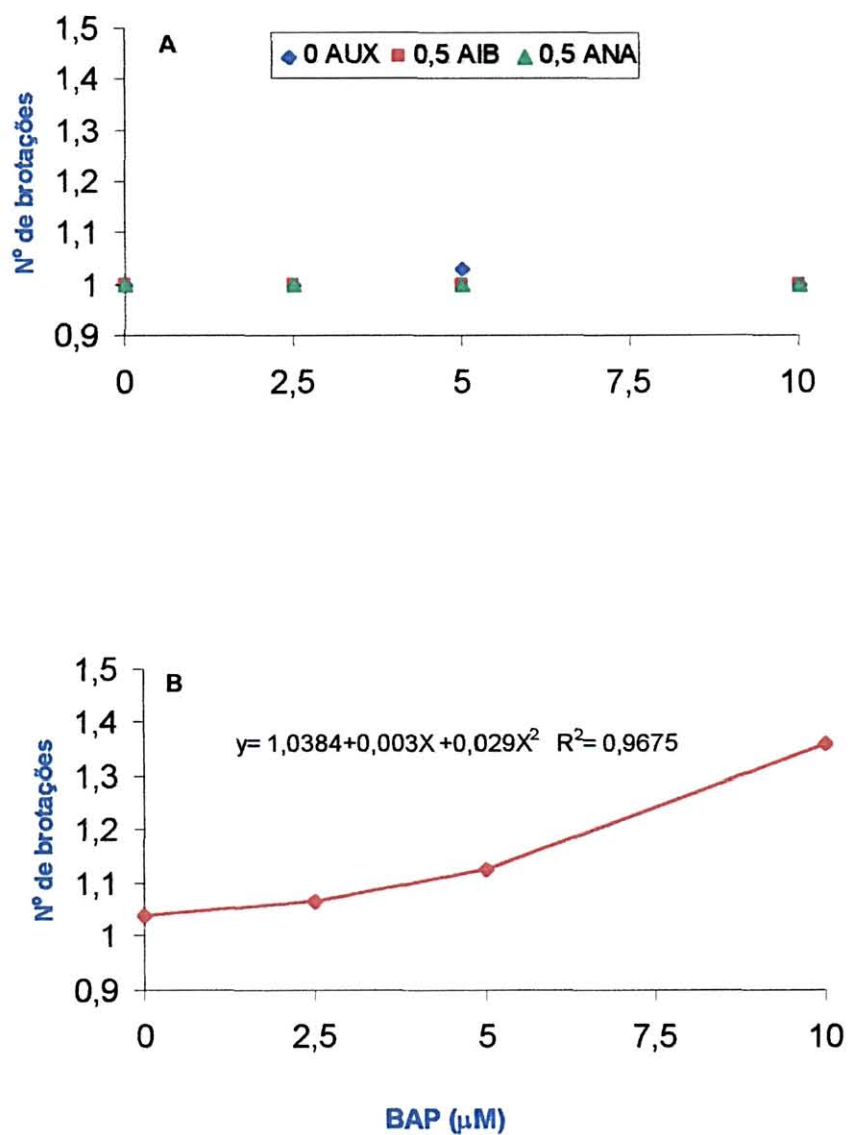 A
0 AUX 0,5 AIB 0,5 ANA
Nº de brotações
1,5
1,4
1,3
1,2
1,1
1
0,9
0 2,5 5 7,5 10
B
y= 1,0384+0,003X+0,029X² R²= 0,9675
Nº de brotações
1,5
1,4
1,3
1,2
1,1
1
0,9
0 2,5 5 7,5 10
BAP (µM)